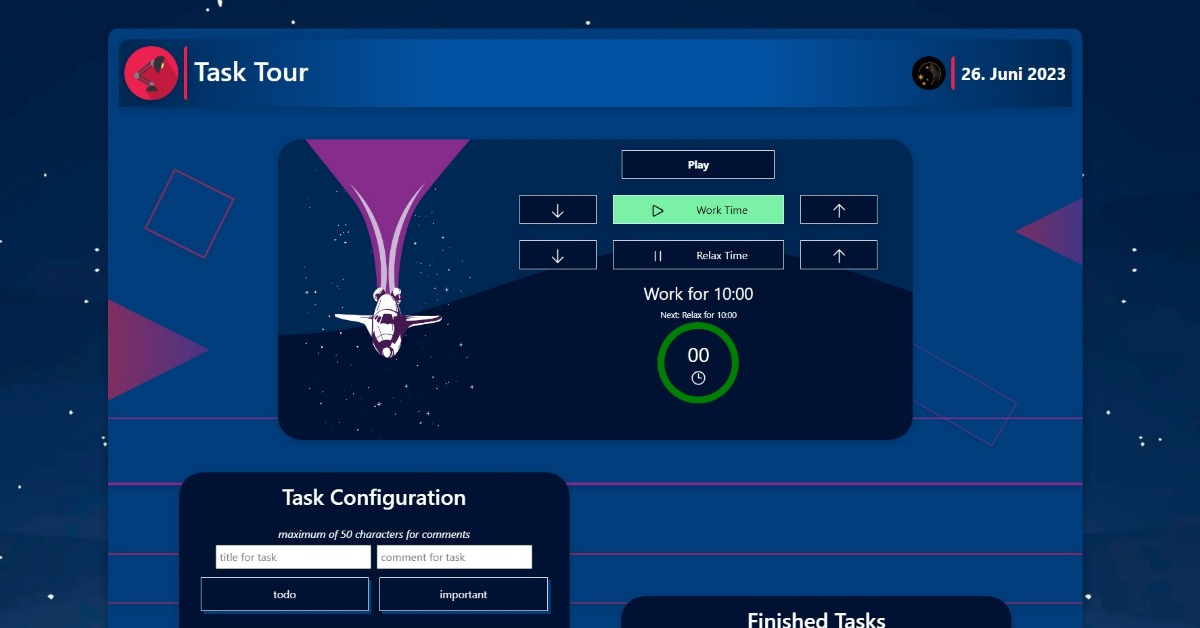 Task Tour
26. Juni 2023
Play
Work Time
Relax Time
Work for 10:00
Next: Relax for 10:00
00
Task Configuration
maximum of 50 characters for comments
title for task
comment for task
todo
important
Finished Tasks